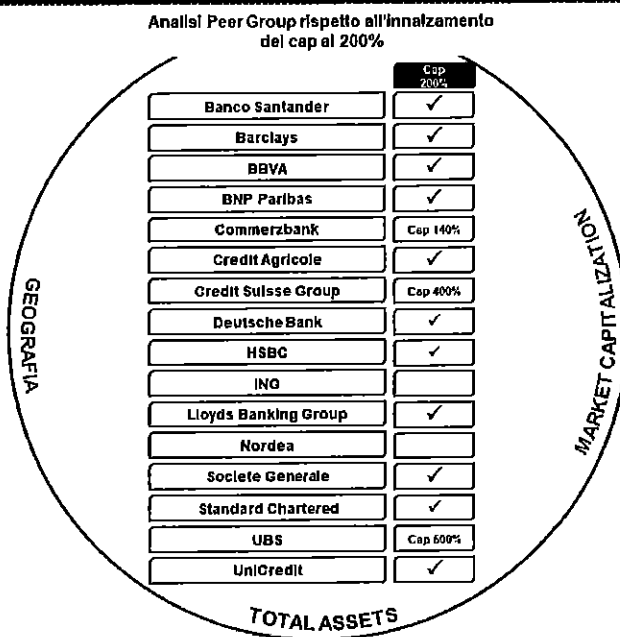 Analisi Peer Group rispetto all'innalzamento
del cap al 200%
Cap
200%
Banco Santander ✓
Barclays ✓
BBVA ✓
BNP Paribas ✓
Commerzbank Cap 140%
Credit Agricole ✓
Credit Suisse Group Cap 400%
Deutsche Bank ✓
HSBC ✓
ING
Lloyds Banking Group ✓
Nordea
Societe Generale ✓
Standard Chartered ✓
UBS Cap 600%
UniCredit ✓
GEOGRAFIA
MARKET CAPITALIZATION
TOTAL ASSETS